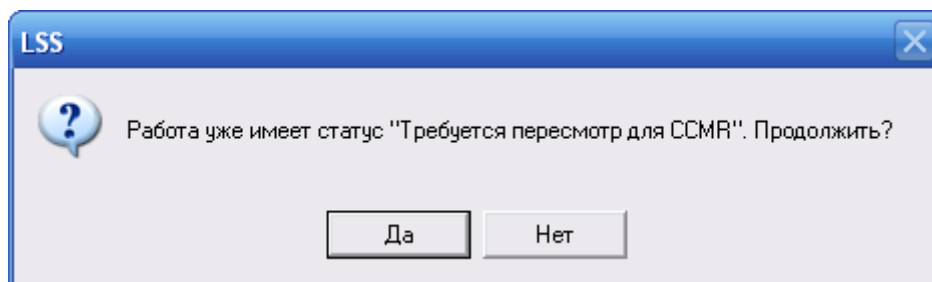 LSS
?
Работа уже имеет статус "Требуется пересмотр для CCMR". Продолжить?
Да
Нет